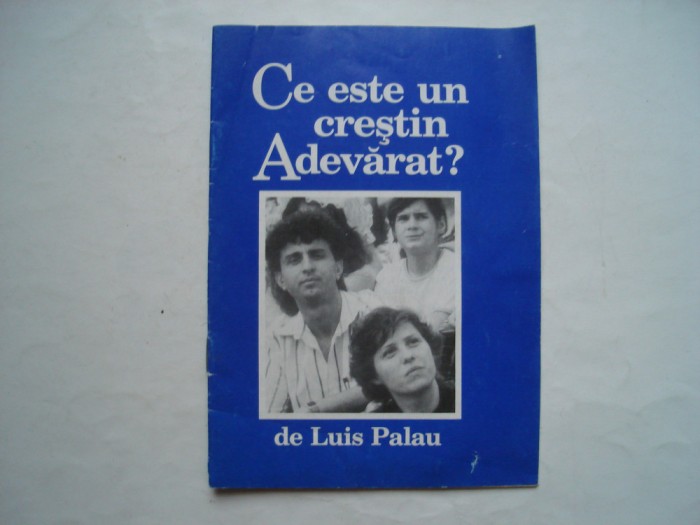 Ce este un
creştin
Adevărat?
de Luis Palau